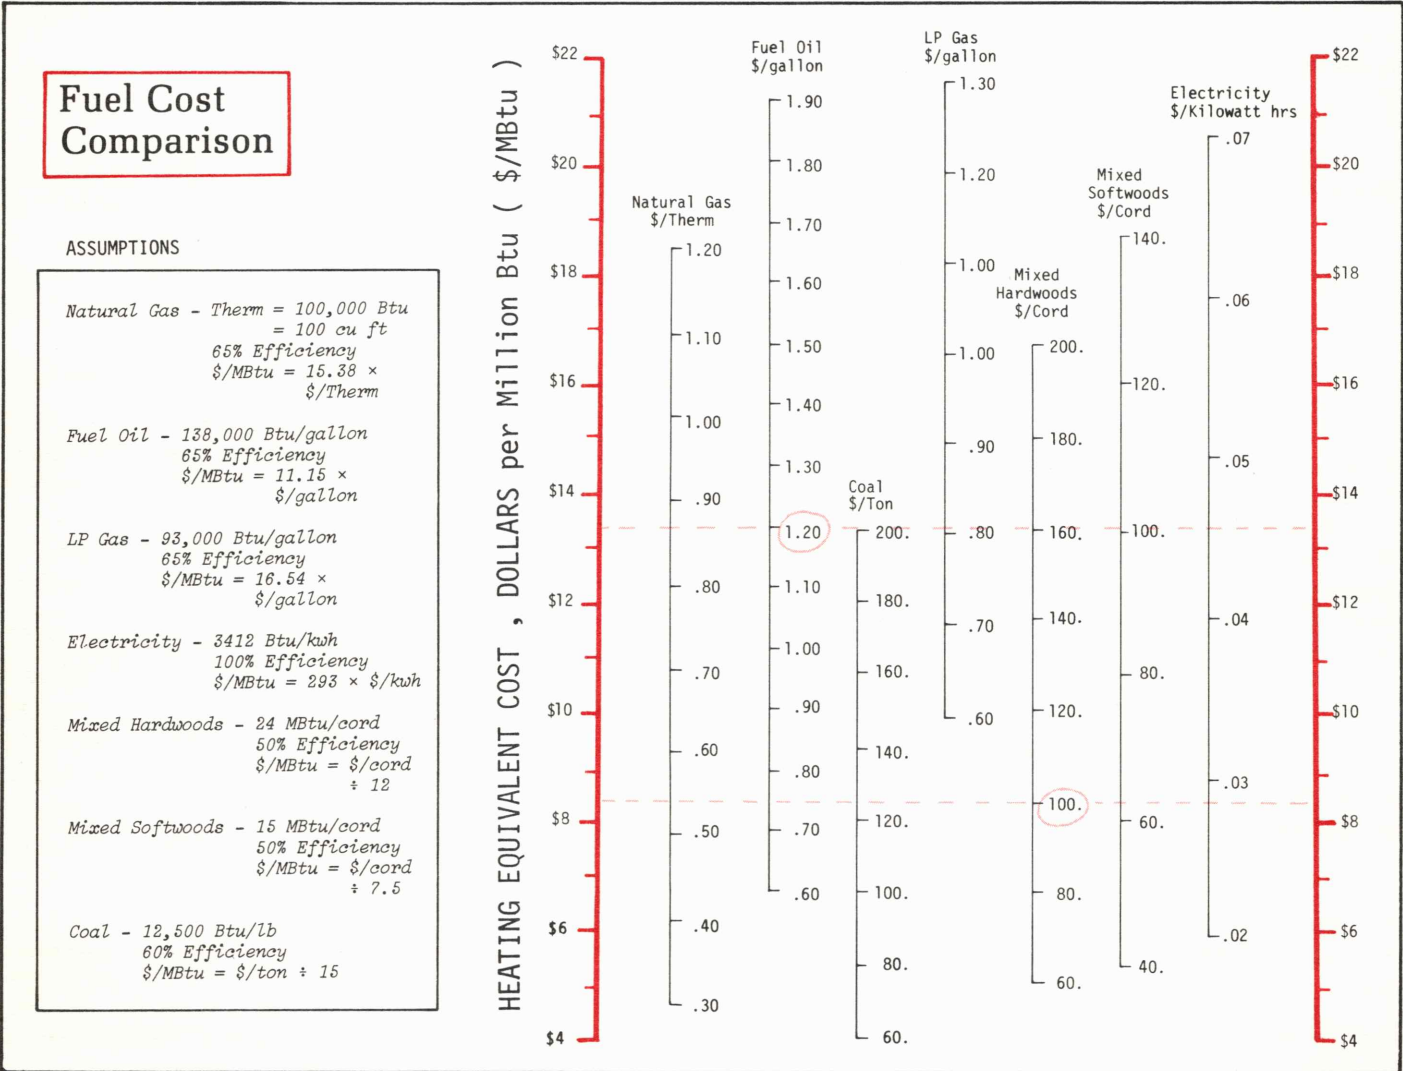 Fuel Cost
Comparison
ASSUMPTIONS
Natural Gas - Therm = 100,000 Btu
= 100 cu ft
65% Efficiency
$/MBtu = 15.38 ×
$/Therm
Fuel Oil - 138,000 Btu/gallon
65% Efficiency
$/MBtu = 11.15 ×
$/gallon
LP Gas - 93,000 Btu/gallon
65% Efficiency
$/MBtu = 16.54 ×
$/gallon
Electricity - 3412 Btu/kwh
100% Efficiency
$/MBtu = 293 × $/kwh
Mixed Hardwoods - 24 MBtu/cord
50% Efficiency
$/MBtu = $/cord
÷ 12
Mixed Softwoods - 15 MBtu/cord
50% Efficiency
$/MBtu = $/cord
÷ 7.5
Coal - 12,500 Btu/lb
60% Efficiency
$/MBtu = $/ton ÷ 15
HEATING EQUIVALENT COST , DOLLARS per Million Btu ( $/MBtu )
$22
$20
$18
$16
$14
$12
$10
$8
$6
$4
Natural Gas
$/Therm
1.20
1.10
1.00
.90
.80
.70
.60
.50
.40
.30
Fuel Oil
$/gallon
1.90
1.80
1.70
1.60
1.50
1.40
1.30
1.20
1.10
1.00
.90
.80
.70
.60
Coal
$/Ton
200.
180.
160.
140.
120.
100.
80.
60.
LP Gas
$/gallon
1.30
1.20
1.00
1.00
.90
.80
.70
.60
Mixed
Hardwoods
$/Cord
200.
180.
160.
140.
120.
100.
80.
60.
Mixed
Softwoods
$/Cord
140.
120.
100.
80.
60.
40.
Electricity
$/Kilowatt hrs
.07
.06
.05
.04
.03
.02
$22
$20
$18
$16
$14
$12
$10
$8
$6
$4